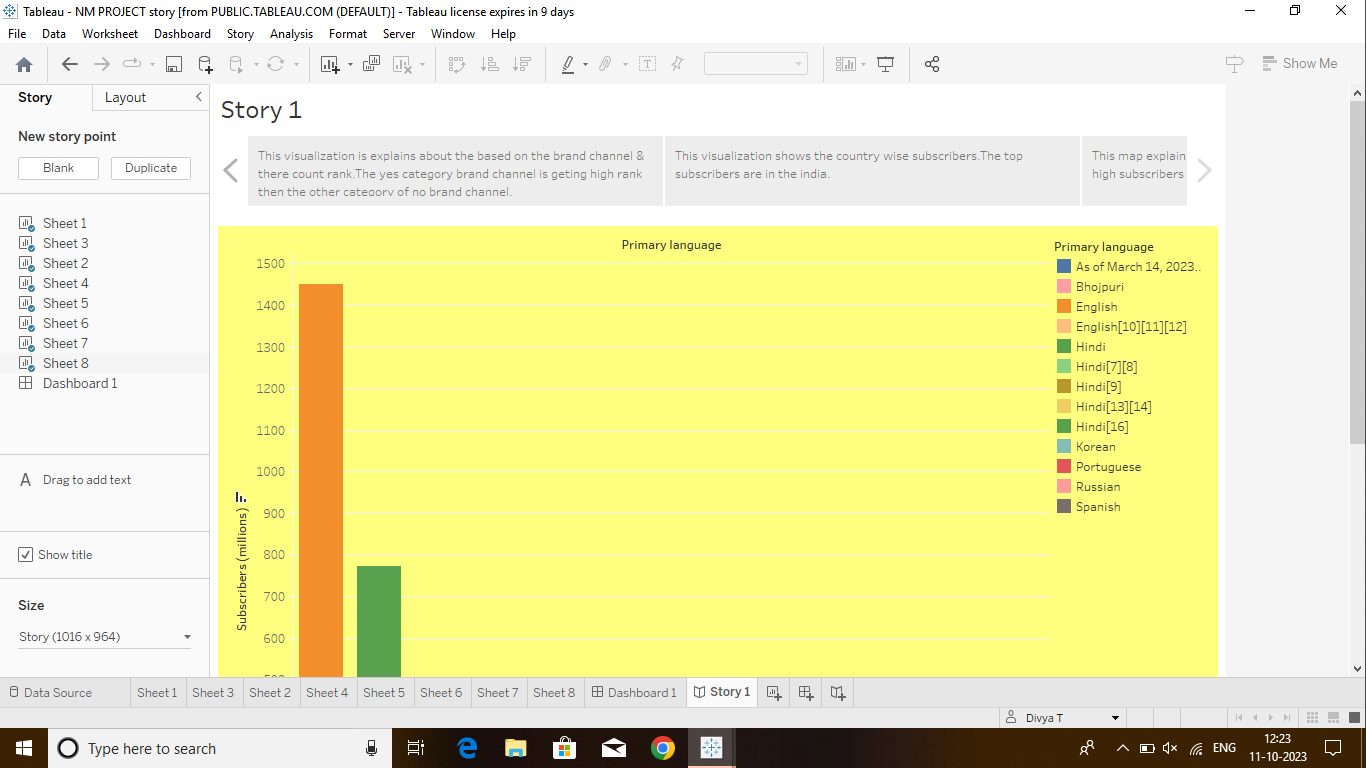 Tableau - NM PROJECT story [from PUBLIC.TABLEAU.COM (DEFAULT)] - Tableau license expires in 9 days
File Data Worksheet Dashboard Story Analysis Format Server Window Help
Show Me
Story Layout
New story point
Blank Duplicate
Sheet 1
Sheet 3
Sheet 2
Sheet 4
Sheet 5
Sheet 6
Sheet 7
Sheet 8
Dashboard 1
A Drag to add text
Show title
Size
Story (1016 x 964)
Story 1
This visualization is explains about the based on the brand channel &
there count rank.The yes category brand channel is geting high rank
then the other category of no brand channel.
This visualization shows the country wise subscribers.The top
subscribers are in the india.
This map explain
high subscribers
Primary language
1500
1400
1300
1200
1100
1000
900
800
700
600
500
Subscribers (millions)
Primary language
As of March 14, 2023..
Bhojpuri
English
English[10][11][12]
Hindi
Hindi[7][8]
Hindi[9]
Hindi[13][14]
Hindi[16]
Korean
Portuguese
Russian
Spanish
Data Source Sheet 1 Sheet 3 Sheet 2 Sheet 4 Sheet 5 Sheet 6 Sheet 7 Sheet 8 Dashboard 1 Story 1
Divya T
Type here to search
ENG
12:23
11-10-2023